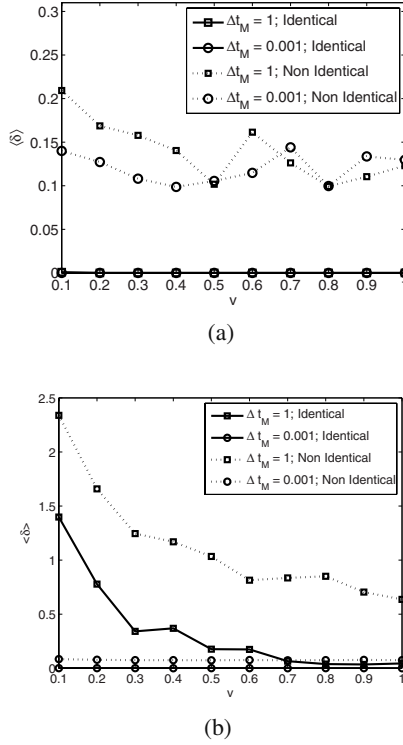 0.3
0.25
0.2
0.15
0.1
0.05
0
⟨δ⟩
Δt_M = 1; Identical
Δt_M = 0.001; Identical
Δt_M = 1; Non Identical
Δt_M = 0.001; Non Identical
0.1 0.2 0.3 0.4 0.5 0.6 0.7 0.8 0.9 1
v
(a)
2.5
2
1.5
1
0.5
0
<δ>
Δ t_M = 1; Identical
Δ t_M = 0.001; Identical
Δ t_M = 1; Non Identical
Δ t_M = 0.001; Non Identical
0.1 0.2 0.3 0.4 0.5 0.6 0.7 0.8 0.9 1
v
(b)